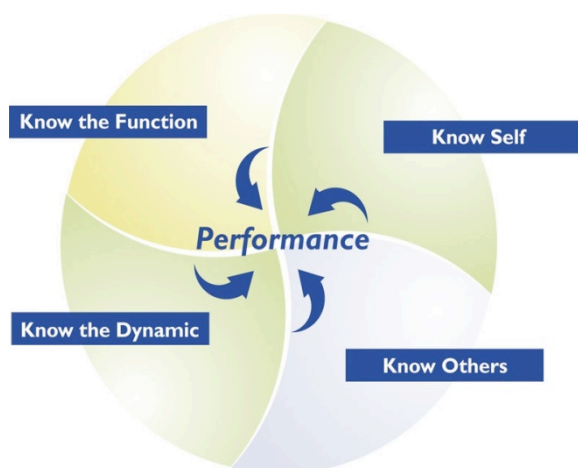 Know the Function
Know Self
Performance
Know the Dynamic
Know Others